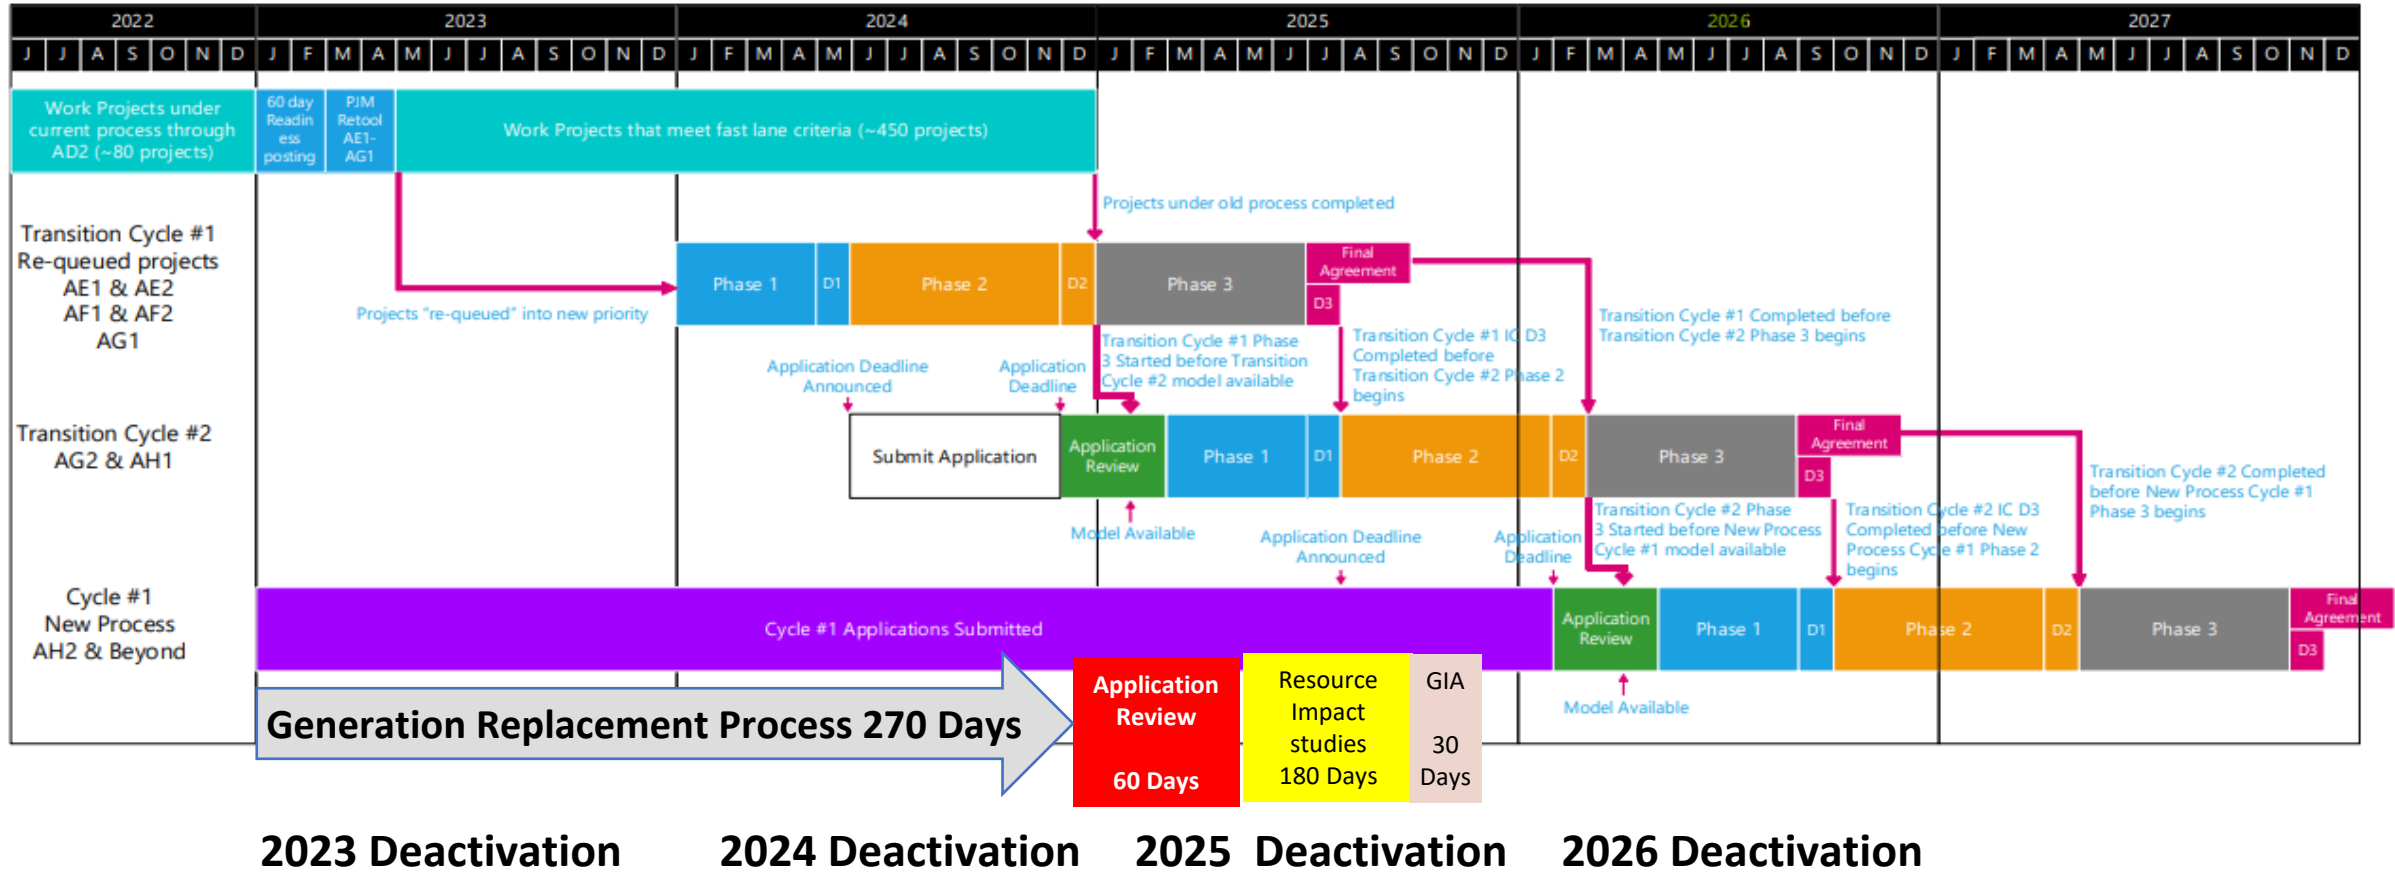 2022 2023 2024 2025 2026 2027
J J A S O N D J F M A M J J A S O N D J F M A M J J A S O N D J F M A M J J A S O N D J F M A M J J A S O N D J F M A M J J A S O N D
Work Projects under
current process through
AD2 (~80 projects)
60 day
Readin
ess
posting
PJM
Retool
AE1-
AG1
Work Projects that meet fast lane criteria (~450 projects)
Projects under old process completed
Transition Cycle #1
Re-queued projects
AE1 & AE2
AF1 & AF2
AG1
Projects "re-queued" into new priority
Phase 1
D1
Phase 2
D2
Phase 3
Final
Agreement
D3
Transition Cycle #1 Completed before
Transition Cycle #2 Phase 3 begins
Transition Cycle #1 Phase
3 Started before Transition
Cycle #2 model available
Transition Cycle #1 IC D3
Completed before
Transition Cycle #2 Phase 2
begins
Application Deadline
Announced
Application
Deadline
Transition Cycle #2
AG2 & AH1
Submit Application
Application
Review
Phase 1
D1
Phase 2
D2
Phase 3
Final
Agreement
D3
Transition Cycle #2 Completed
before New Process Cycle #1
Phase 3 begins
Model Available
Application Deadline
Announced
Application
Deadline
Transition Cycle #2 Phase
3 Started before New Process
Cycle #1 model available
Transition Cycle #2 IC D3
Completed before New
Process Cycle #1 Phase 2
begins
Cycle #1
New Process
AH2 & Beyond
Cycle #1 Applications Submitted
Application
Review
Phase 1
D1
Phase 2
D2
Phase 3
Final
Agreement
D3
Model Available
Generation Replacement Process 270 Days
Application
Review
60 Days
Resource
Impact
studies
180 Days
GIA
30
Days
2023 Deactivation 2024 Deactivation 2025 Deactivation 2026 Deactivation